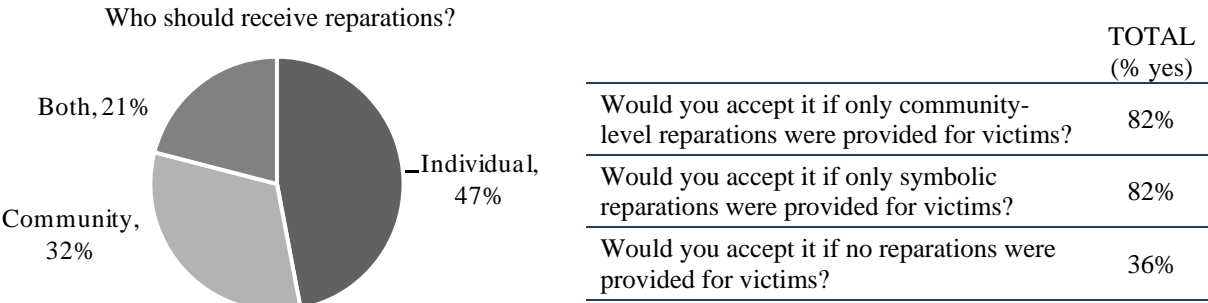 Who should receive reparations?
Both, 21%
Individual,
47%
Community,
32%
TOTAL
(% yes)
Would you accept it if only community-
level reparations were provided for victims?
82%
Would you accept it if only symbolic
reparations were provided for victims?
82%
Would you accept it if no reparations were
provided for victims?
36%